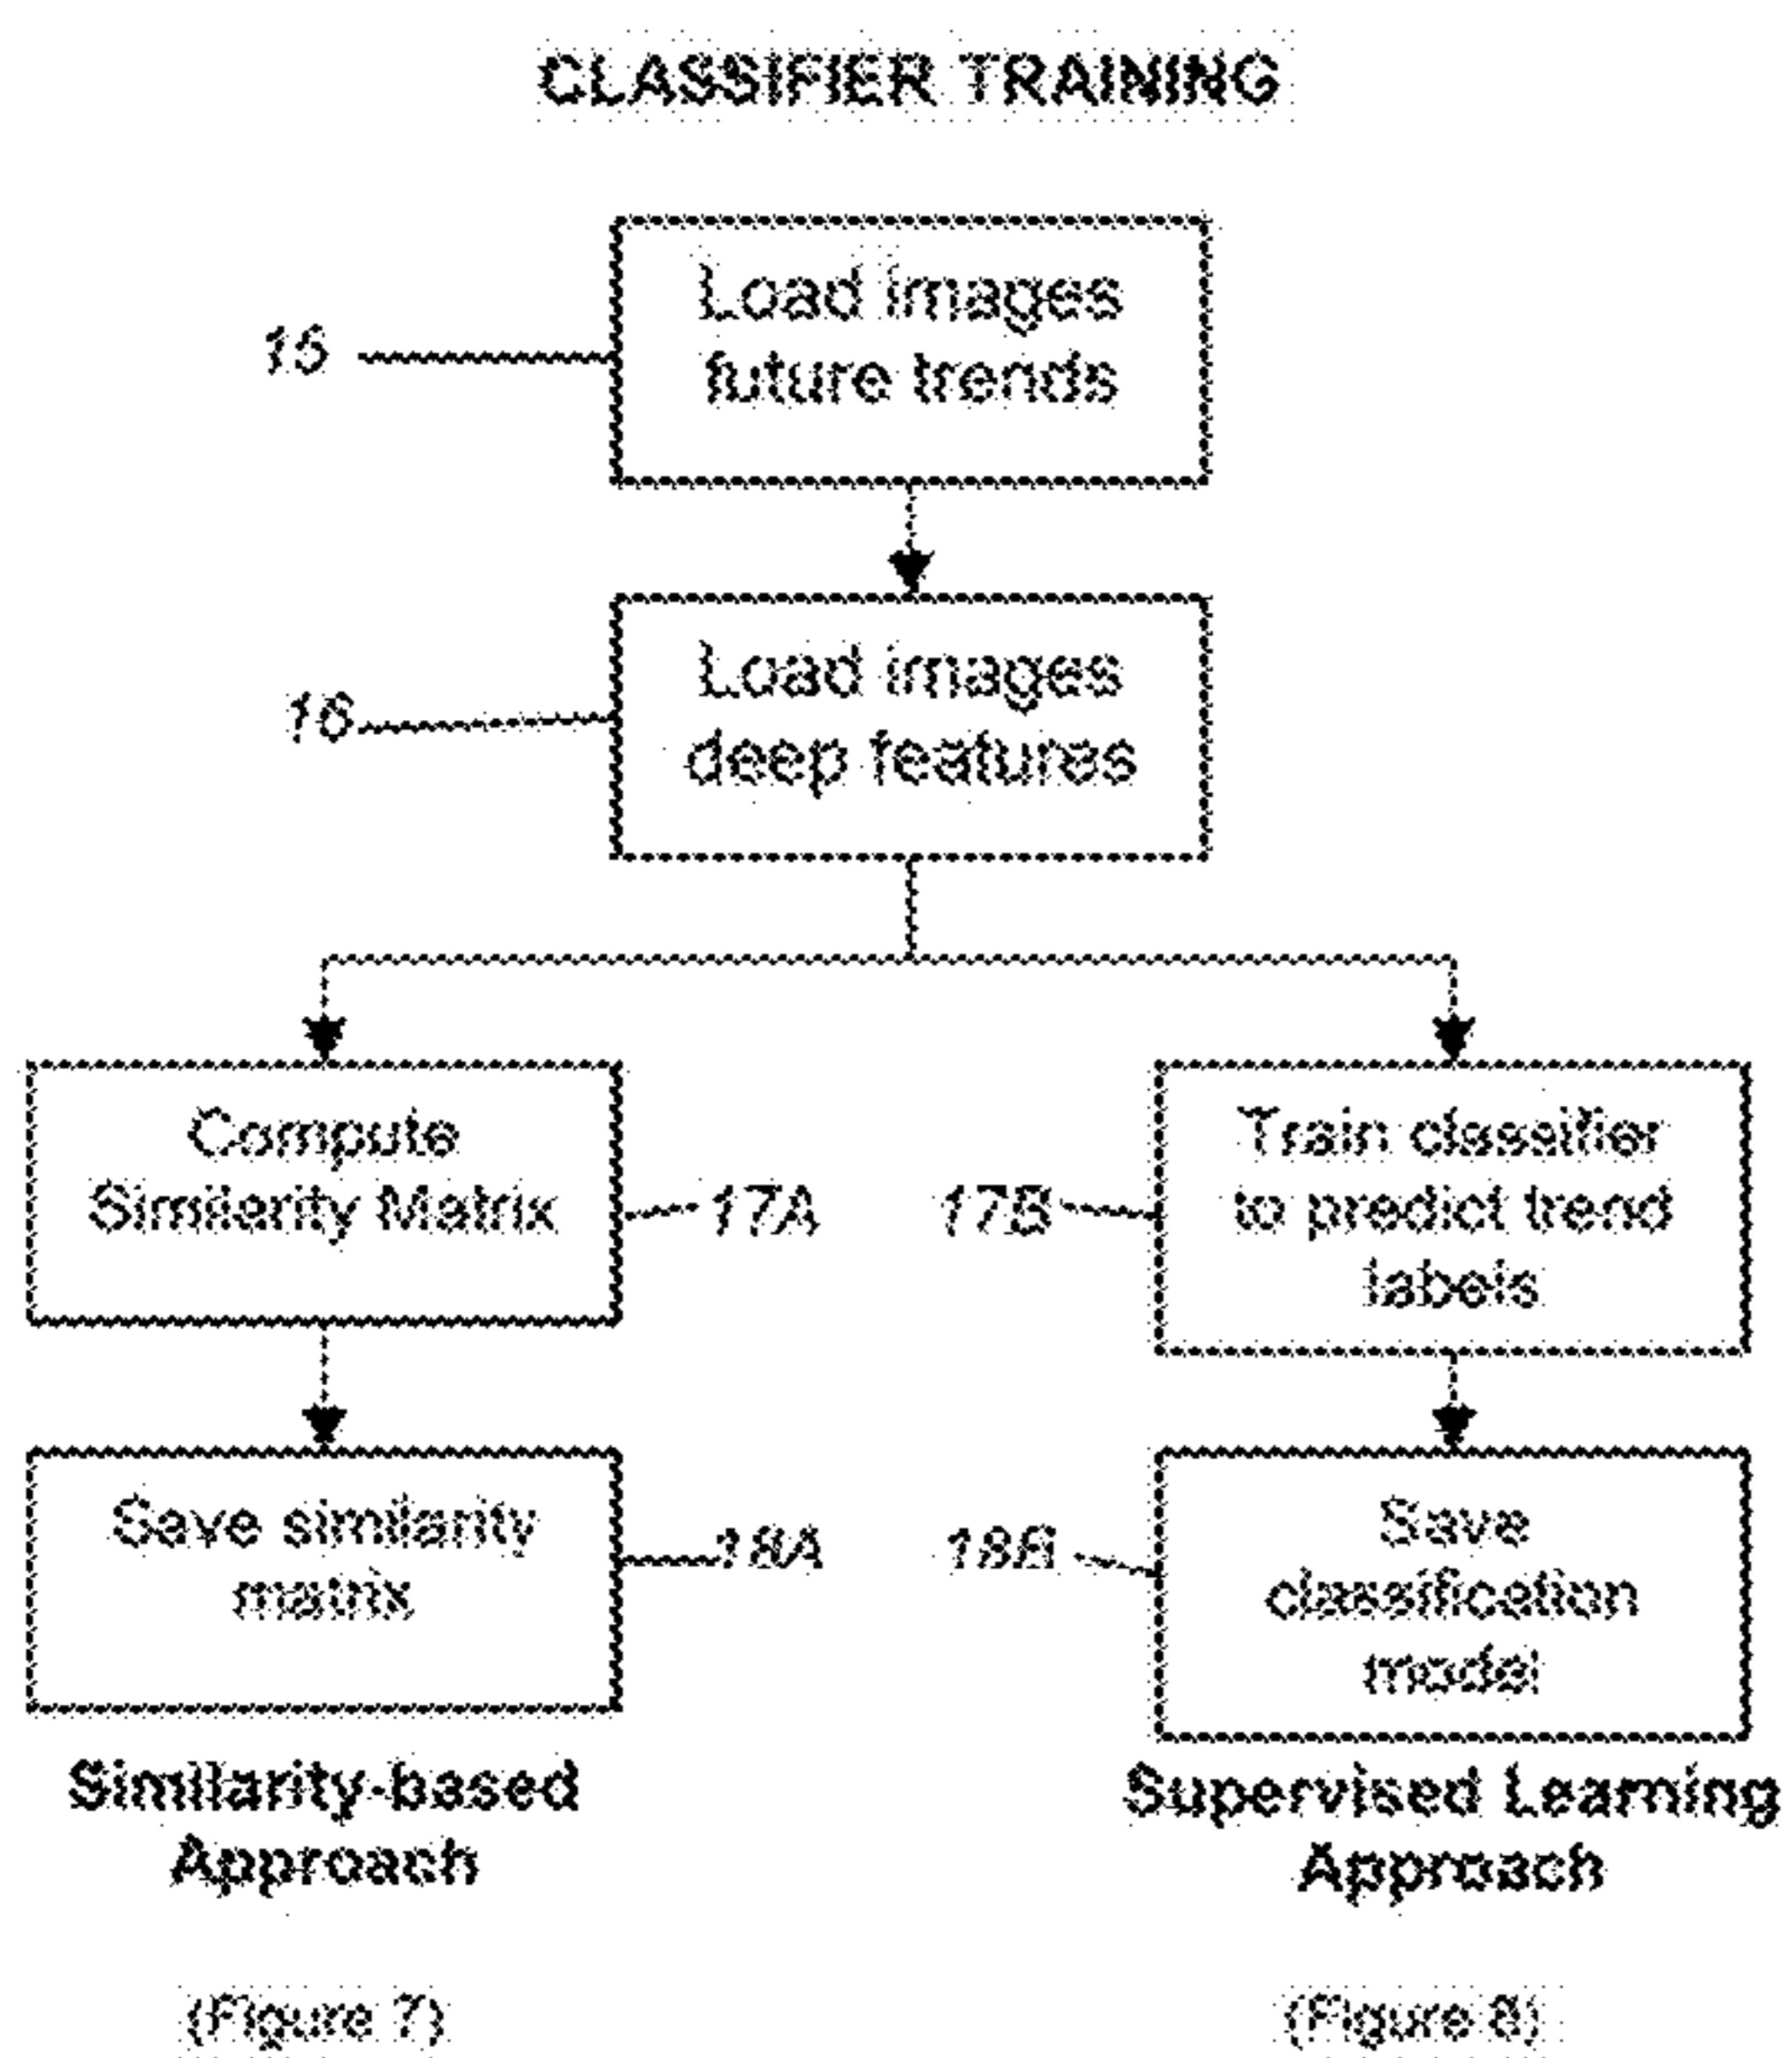 CLASSIFIER TRAINING
Load images
future trends
15
Load images
deep features
16
Compute
Similarity Matrix
17A
17B
Train classifier
to predict trend
labels
Save similarity
matrix
18A
18B
Save
classification
model
Similarity-based
Approach
Supervised Learning
Approach
(Figure 7)
(Figure 8)